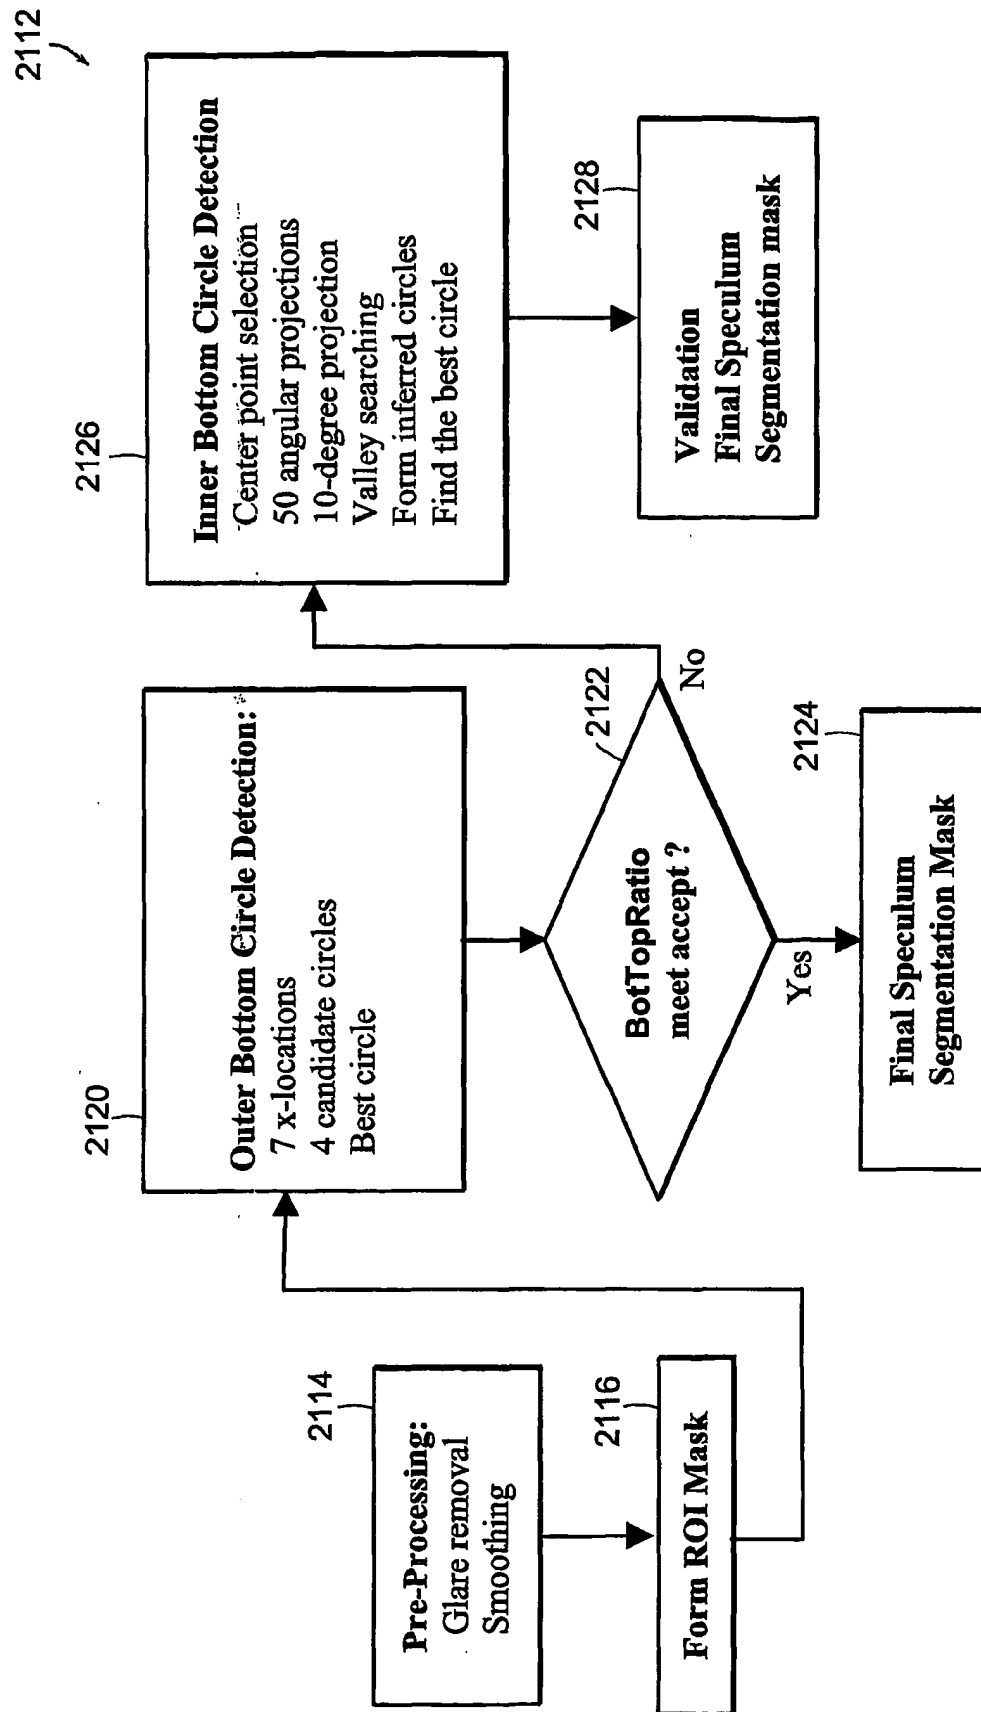 2112
2114
Pre-Processing:
Glare removal
Smoothing
2116
Form ROI Mask
2120
Outer Bottom Circle Detection:
7 x-locations
4 candidate circles
Best circle
2122
BotTopRatio
meet accept ?
Yes
No
2124
Final Speculum
Segmentation Mask
2126
Inner Bottom Circle Detection
Center point selection
50 angular projections
10-degree projection
Valley searching
Form inferred circles
Find the best circle
2128
Validation
Final Speculum
Segmentation mask